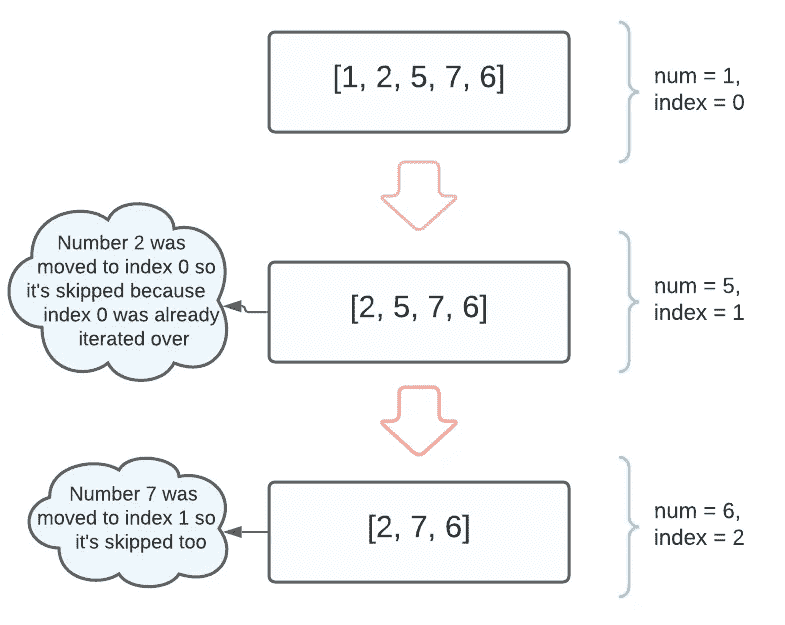 [1, 2, 5, 7, 6]
num = 1,
index = 0
Number 2 was
moved to index 0 so
it's skipped because
index 0 was already
iterated over
[2, 5, 7, 6]
num = 5,
index = 1
Number 7 was
moved to index 1 so
it's skipped too
[2, 7, 6]
num = 6,
index = 2